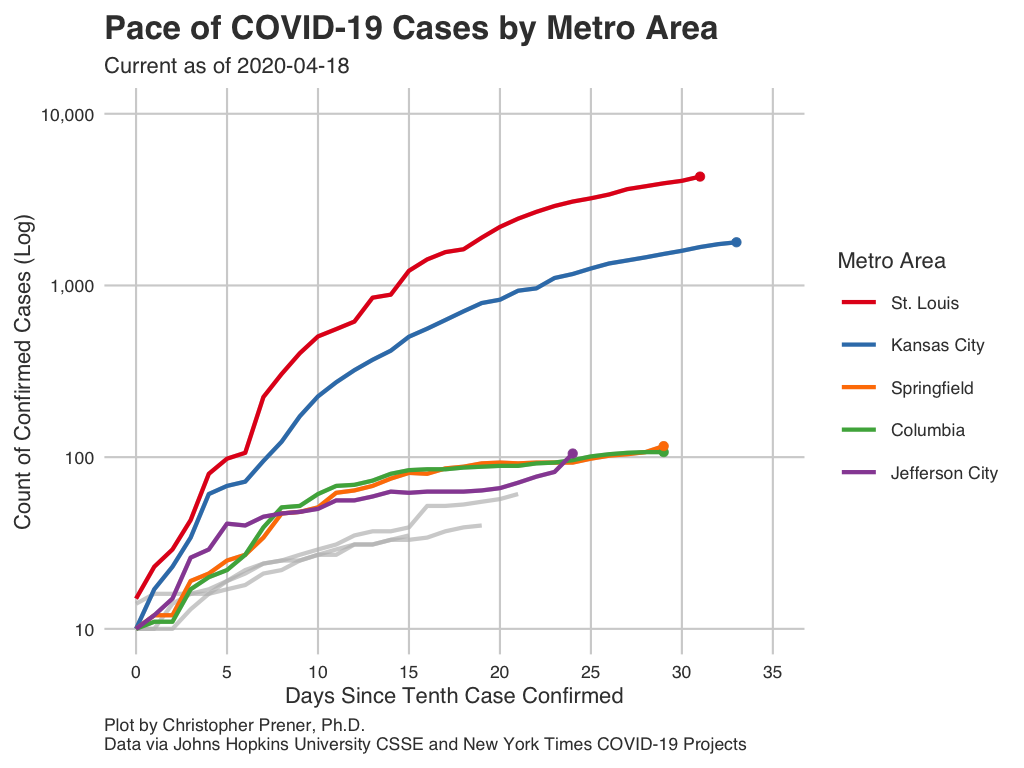 Pace of COVID-19 Cases by Metro Area
Current as of 2020-04-18
Count of Confirmed Cases (Log)
10,000
1,000
100
10
0 5 10 15 20 25 30 35
Days Since Tenth Case Confirmed
Metro Area
St. Louis
Kansas City
Springfield
Columbia
Jefferson City
Plot by Christopher Prener, Ph.D.
Data via Johns Hopkins University CSSE and New York Times COVID-19 Projects